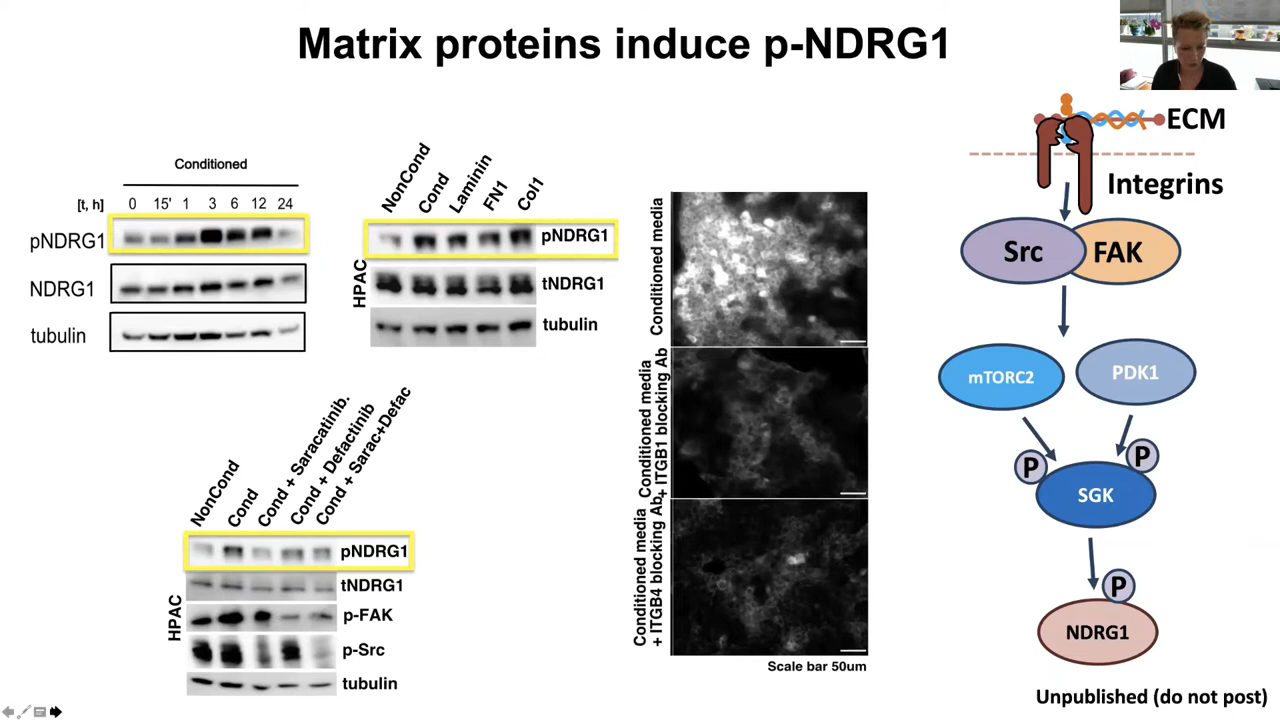 Matrix proteins induce p-NDRG1
Conditioned
[t, h] 0 15' 1 3 6 12 24
pNDRG1
NDRG1
tubulin
NonCond
Cond
Laminin
FN1
Col1
HPAC
pNDRG1
tNDRG1
tubulin
NonCond
Cond
Cond + Saracatinib.
Cond + Defactinib
Cond + Sarac+Defac
HPAC
pNDRG1
tNDRG1
p-FAK
p-Src
tubulin
Conditioned media
Conditioned media
+ ITGB1 blocking Ab
Conditioned media
+ ITGB4 blocking Ab
Scale bar 50um
ECM
Integrins
Src
FAK
mTORC2
PDK1
P
P
SGK
P
NDRG1
Unpublished (do not post)